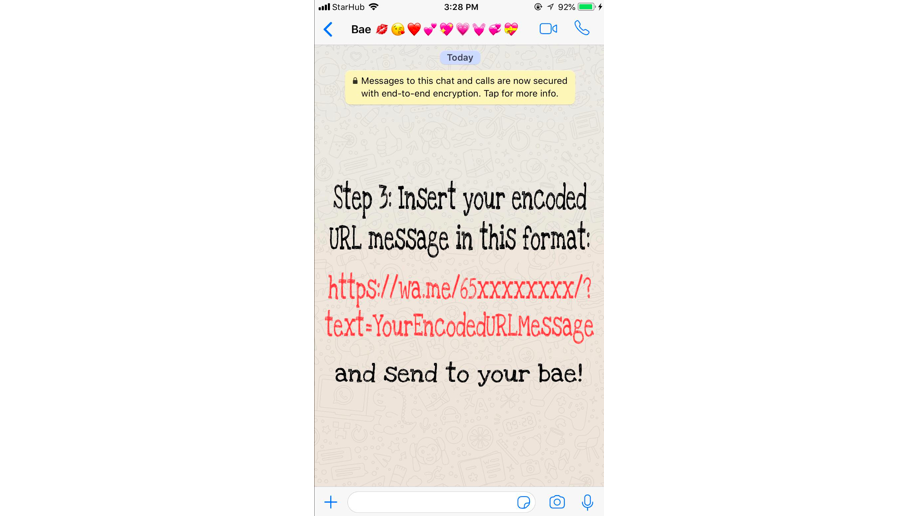 StarHub 3:28 PM 92%
Bae 💋😘❤️💕💖💗💓💞💝
Today
Messages to this chat and calls are now secured
with end-to-end encryption. Tap for more info.
Step 3: Insert your encoded
URL message in this format:
https://wa.me/65xxxxxxxx/?
text=YourEncodedURLMessage
and send to your bae!